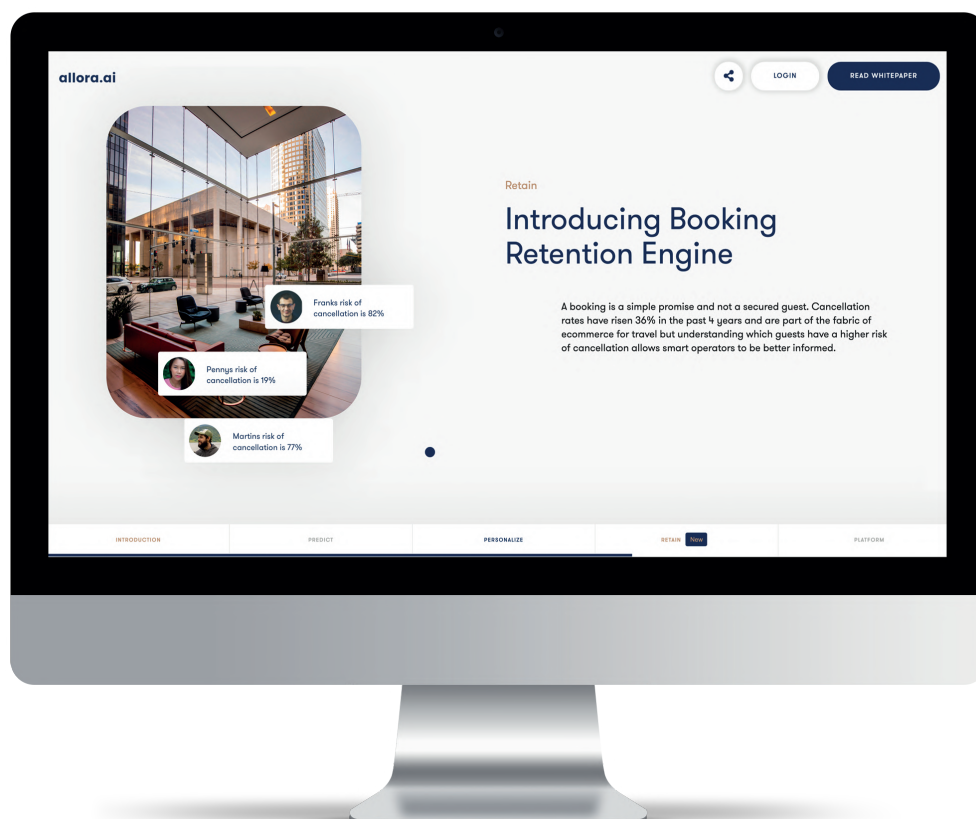 allora.ai
LOGIN
READ WHITEPAPER
Retain
Introducing Booking
Retention Engine
A booking is a simple promise and not a secured guest. Cancellation
rates have risen 36% in the past 4 years and are part of the fabric of
ecommerce for travel but understanding which guests have a higher risk
of cancellation allows smart operators to be better informed.
Franks risk of
cancellation is 82%
Pennys risk of
cancellation is 19%
Martins risk of
cancellation is 77%
INTRODUCTION
PREDICT
PERSONALIZE
RETAIN New
PLATFORM